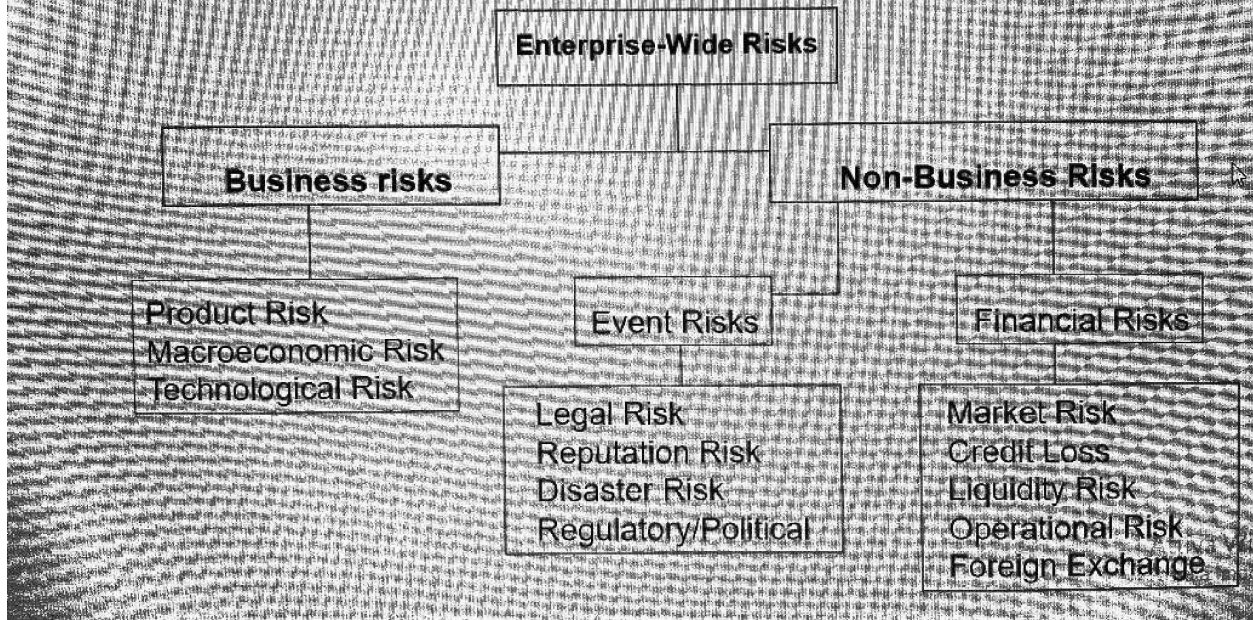 Enterprise-Wide Risks
Business risks
Non-Business Risks
Product Risk
Macroeconomic Risk
Technological Risk
Event Risks
Legal Risk
Reputation Risk
Disaster Risk
Regulatory/Political
Financial Risks
Market Risk
Credit Loss
Liquidity Risk
Operational Risk
Foreign Exchange